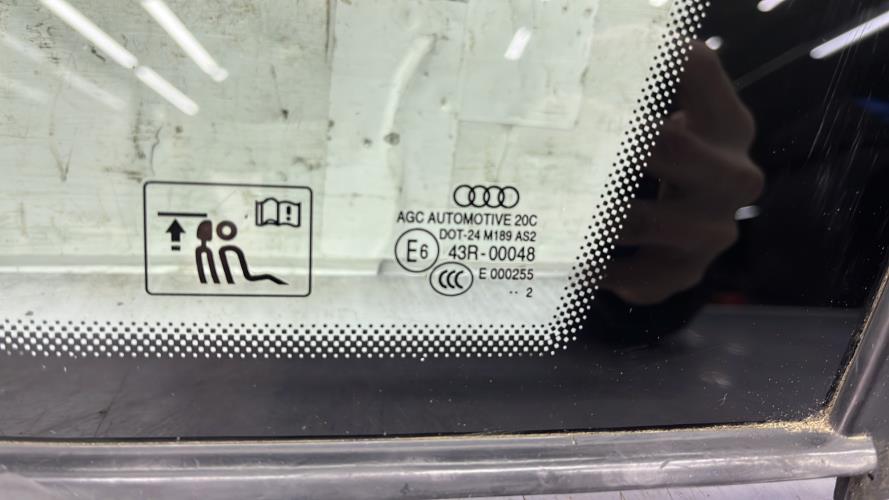 AGC AUTOMOTIVE 20C
DOT-24 M189 AS2
E6 43R-00048
CCC E 000255
·· 2